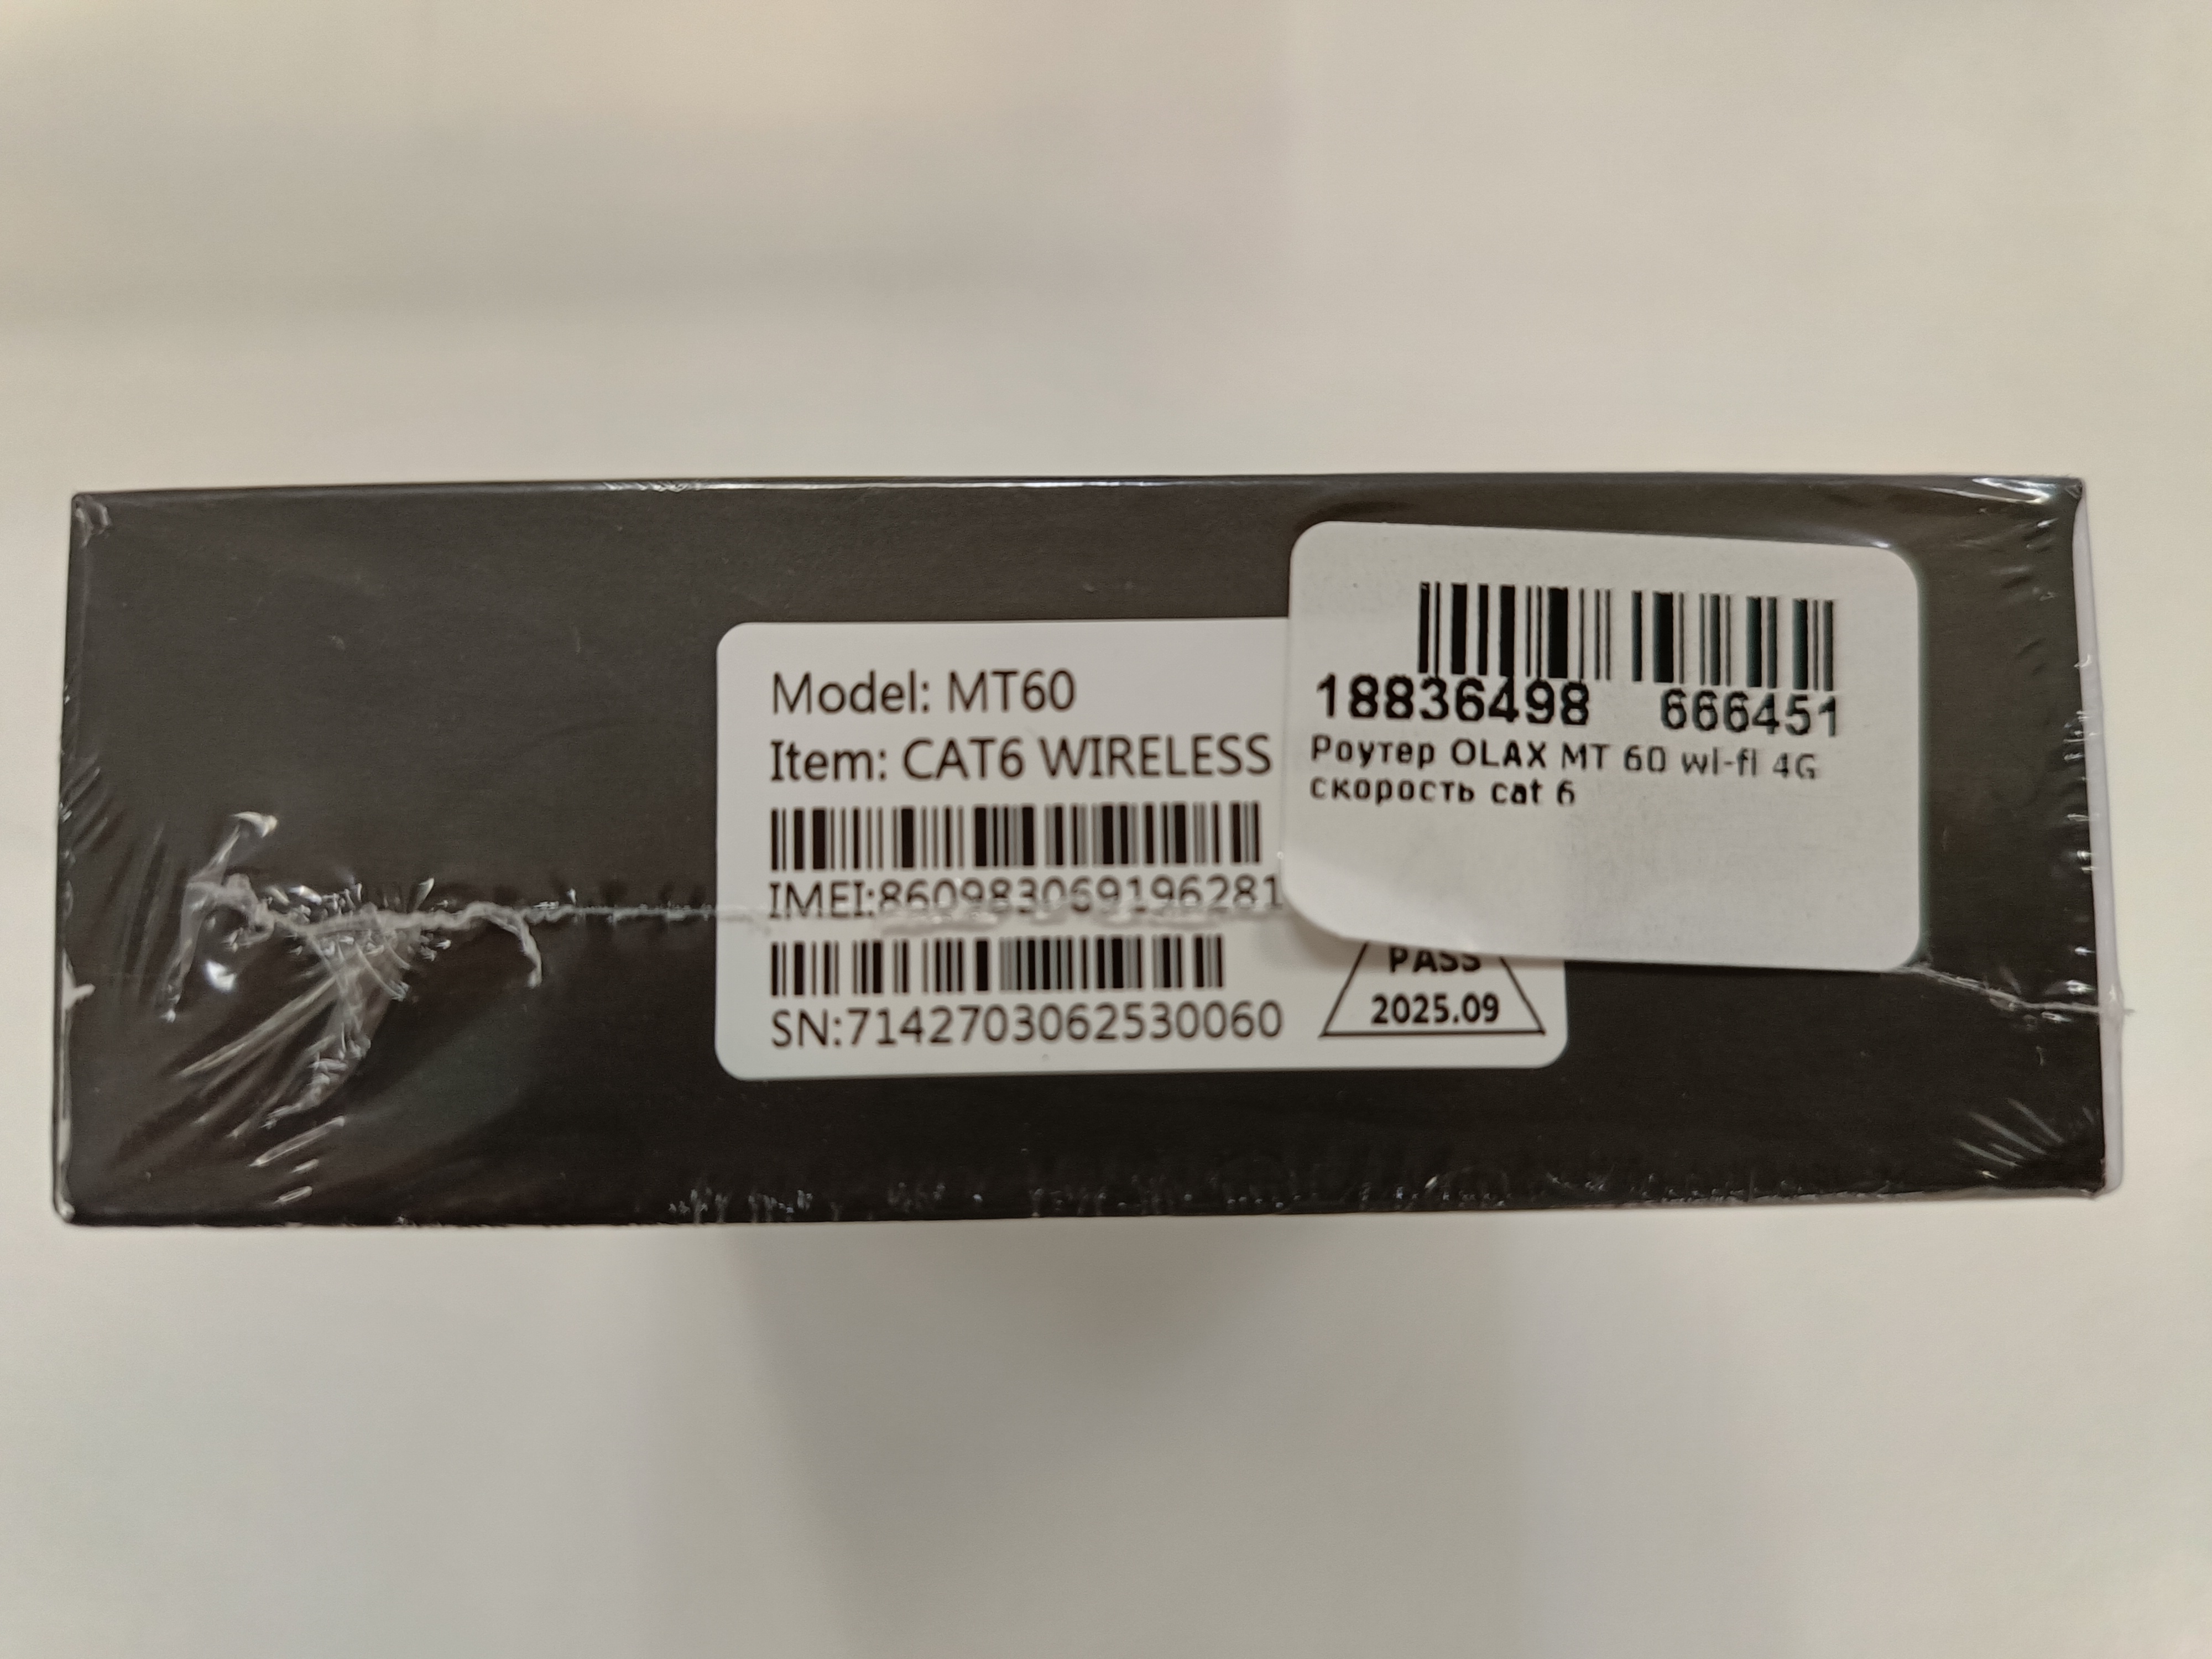 Model: MT60
Item: CAT6 WIRELESS
IMEI:860983069196281
SN:7142703062530060
PASS
2025.09
18836498 666451
Роутер OLAX MT 60 wi-fi 4G
скорость cat 6